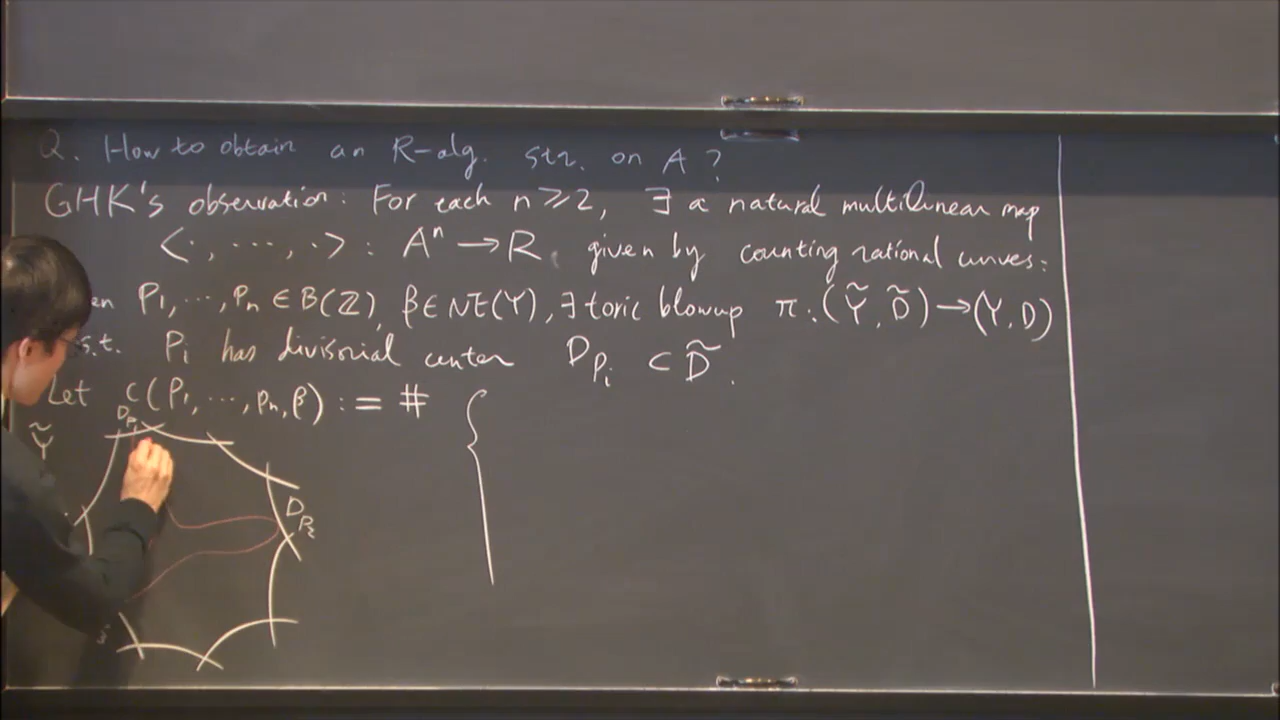 Q. How to obtain an R-alg. str. on A ?
GHK's observation : For each n ⩾ 2, ∃ a natural multilinear map
⟨·, ···, ·⟩ : Aⁿ → R, given by counting rational curves :
P₁, ···, Pₙ ∈ B(ℤ), β ∈ NE(Y), ∃ toric blowup π : (Ỹ, D̃) → (Y, D)
s.t. Pᵢ has divisorial center D_{Pᵢ} ⊂ D̃.
Let c(P₁, ···, Pₙ, β) := # {
D_{P₁}
Ỹ
D_{P₂}